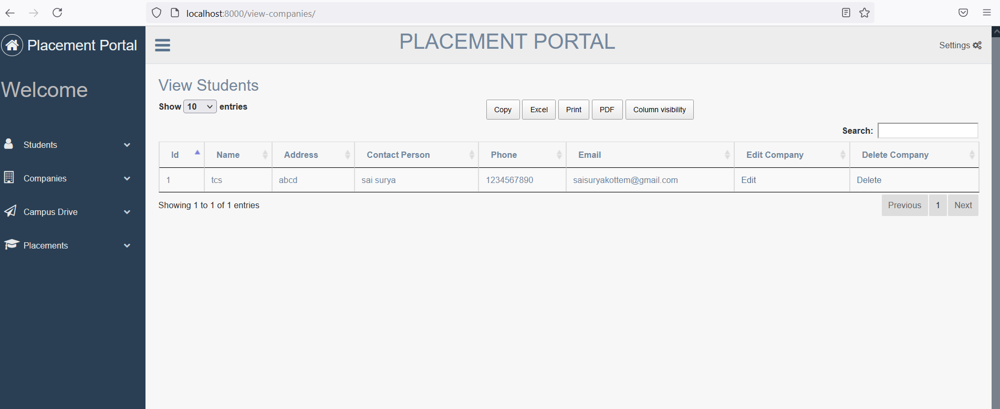 localhost:8000/view-companies/
Placement Portal
PLACEMENT PORTAL
Settings
Welcome
Students
Companies
Campus Drive
Placements
View Students
Show 10 entries
Copy Excel Print PDF Column visibility
Search:
Id Name Address Contact Person Phone Email Edit Company Delete Company
1 tcs abcd sai surya 1234567890 saisuryakottem@gmail.com Edit Delete
Showing 1 to 1 of 1 entries
Previous 1 Next